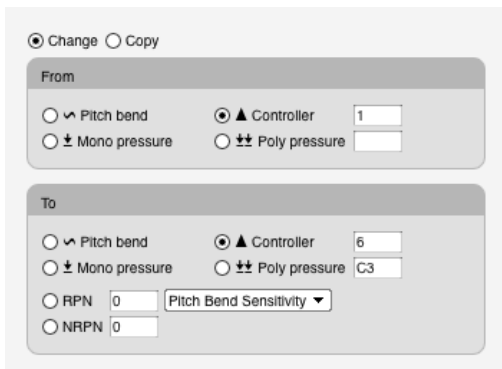 Change Copy
From
Pitch bend Controller 1
Mono pressure Poly pressure
To
Pitch bend Controller 6
Mono pressure Poly pressure C3
RPN 0 Pitch Bend Sensitivity
NRPN 0